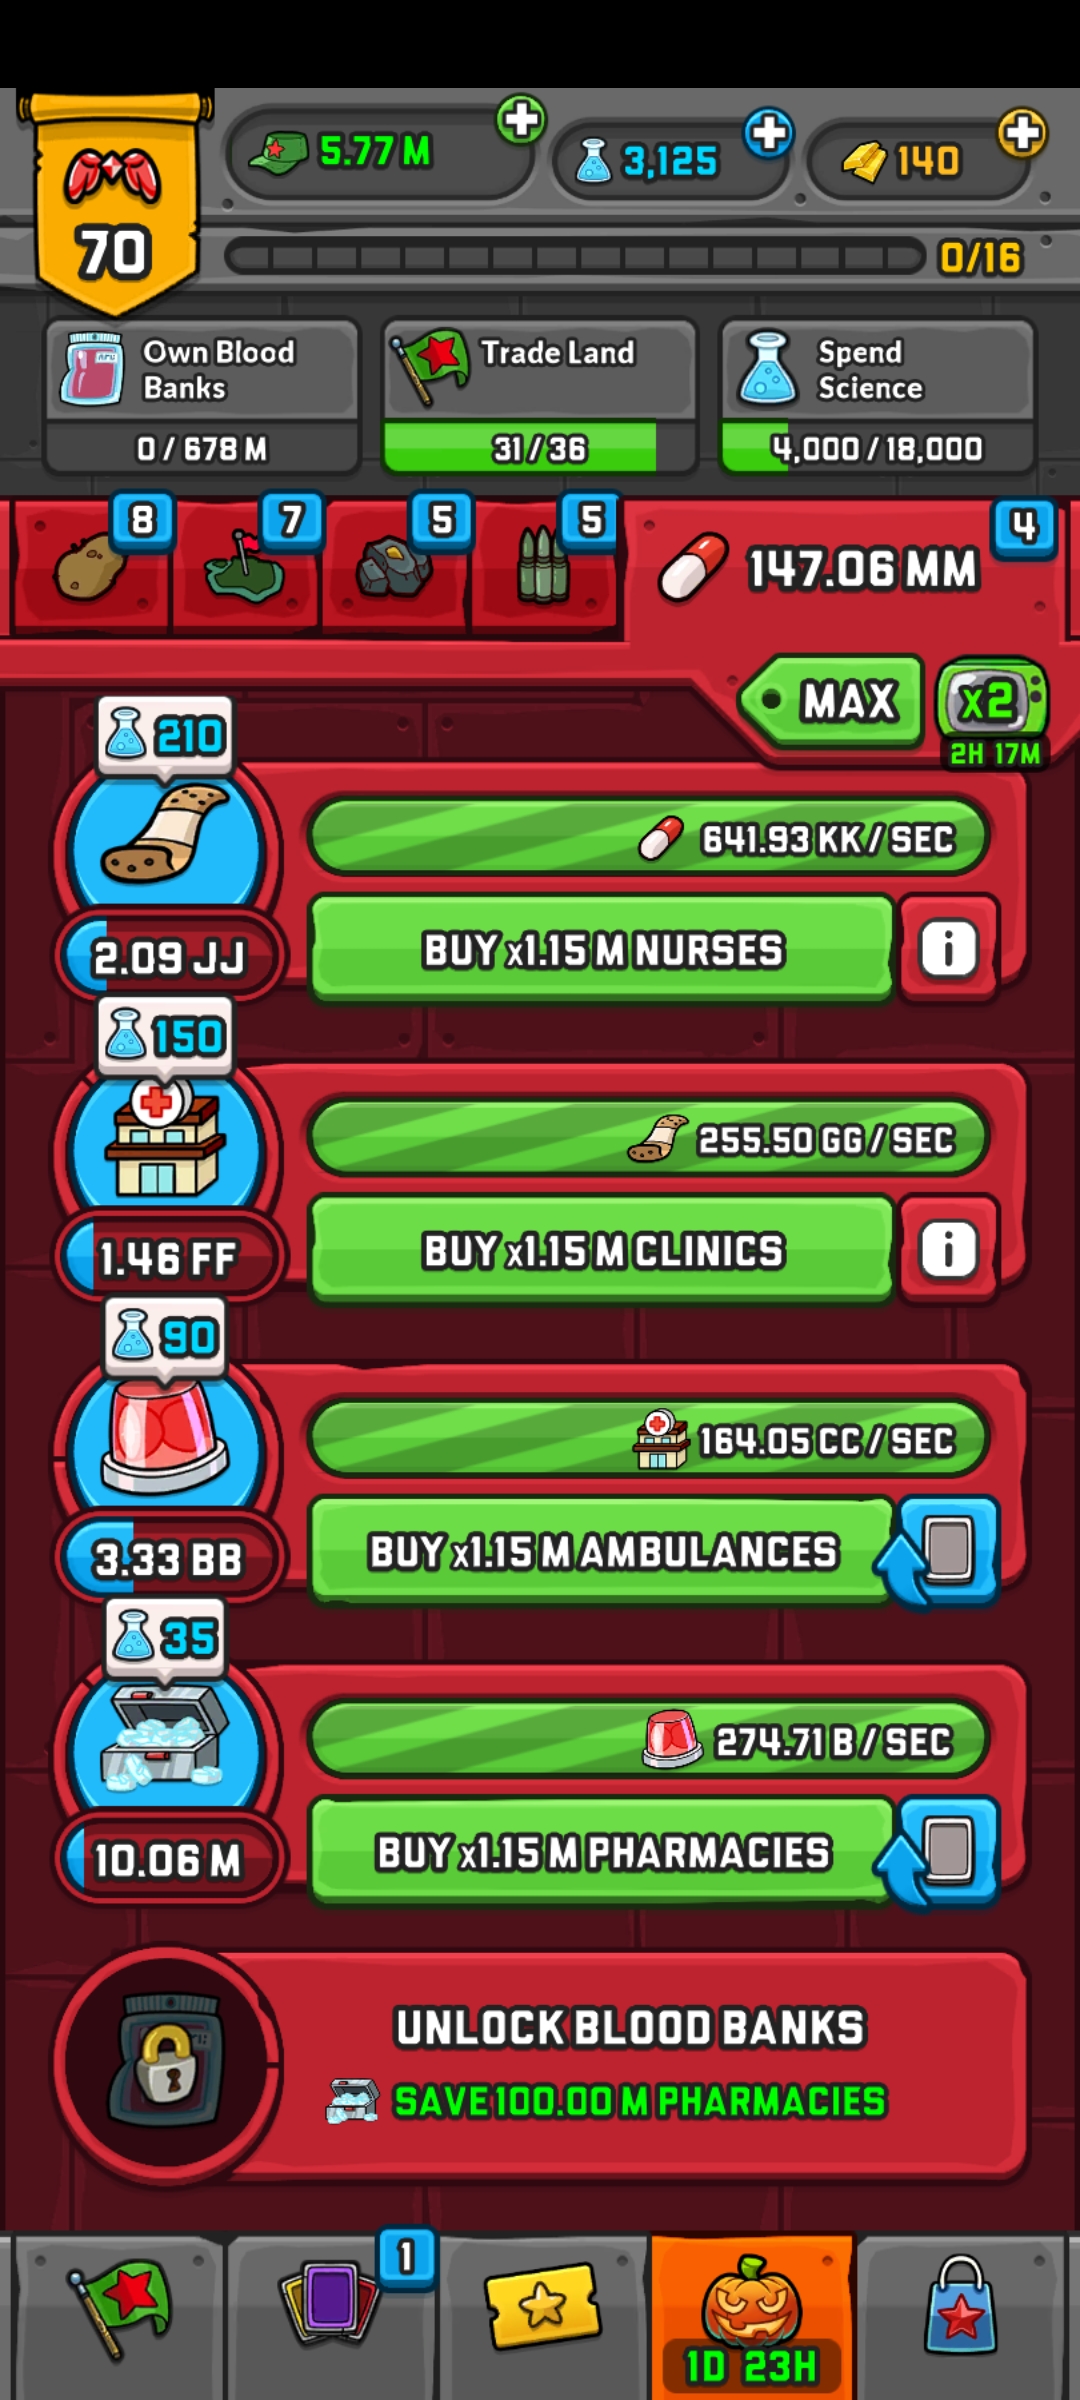 5.77 M
3,125
140
70
0/16
Own Blood
Banks
0 / 678 M
Trade Land
31 / 36
Spend
Science
4,000 / 18,000
8
7
5
5
147.06 MM
4
MAX
x2
2H 17M
210
641.93 KK / SEC
2.09 JJ
BUY x1.15 M NURSES
i
150
255.50 GG / SEC
1.46 FF
BUY x1.15 M CLINICS
i
90
164.05 CC / SEC
3.33 BB
BUY x1.15 M AMBULANCES
35
274.71 B / SEC
10.06 M
BUY x1.15 M PHARMACIES
UNLOCK BLOOD BANKS
SAVE 100.00 M PHARMACIES
1
1D 23H